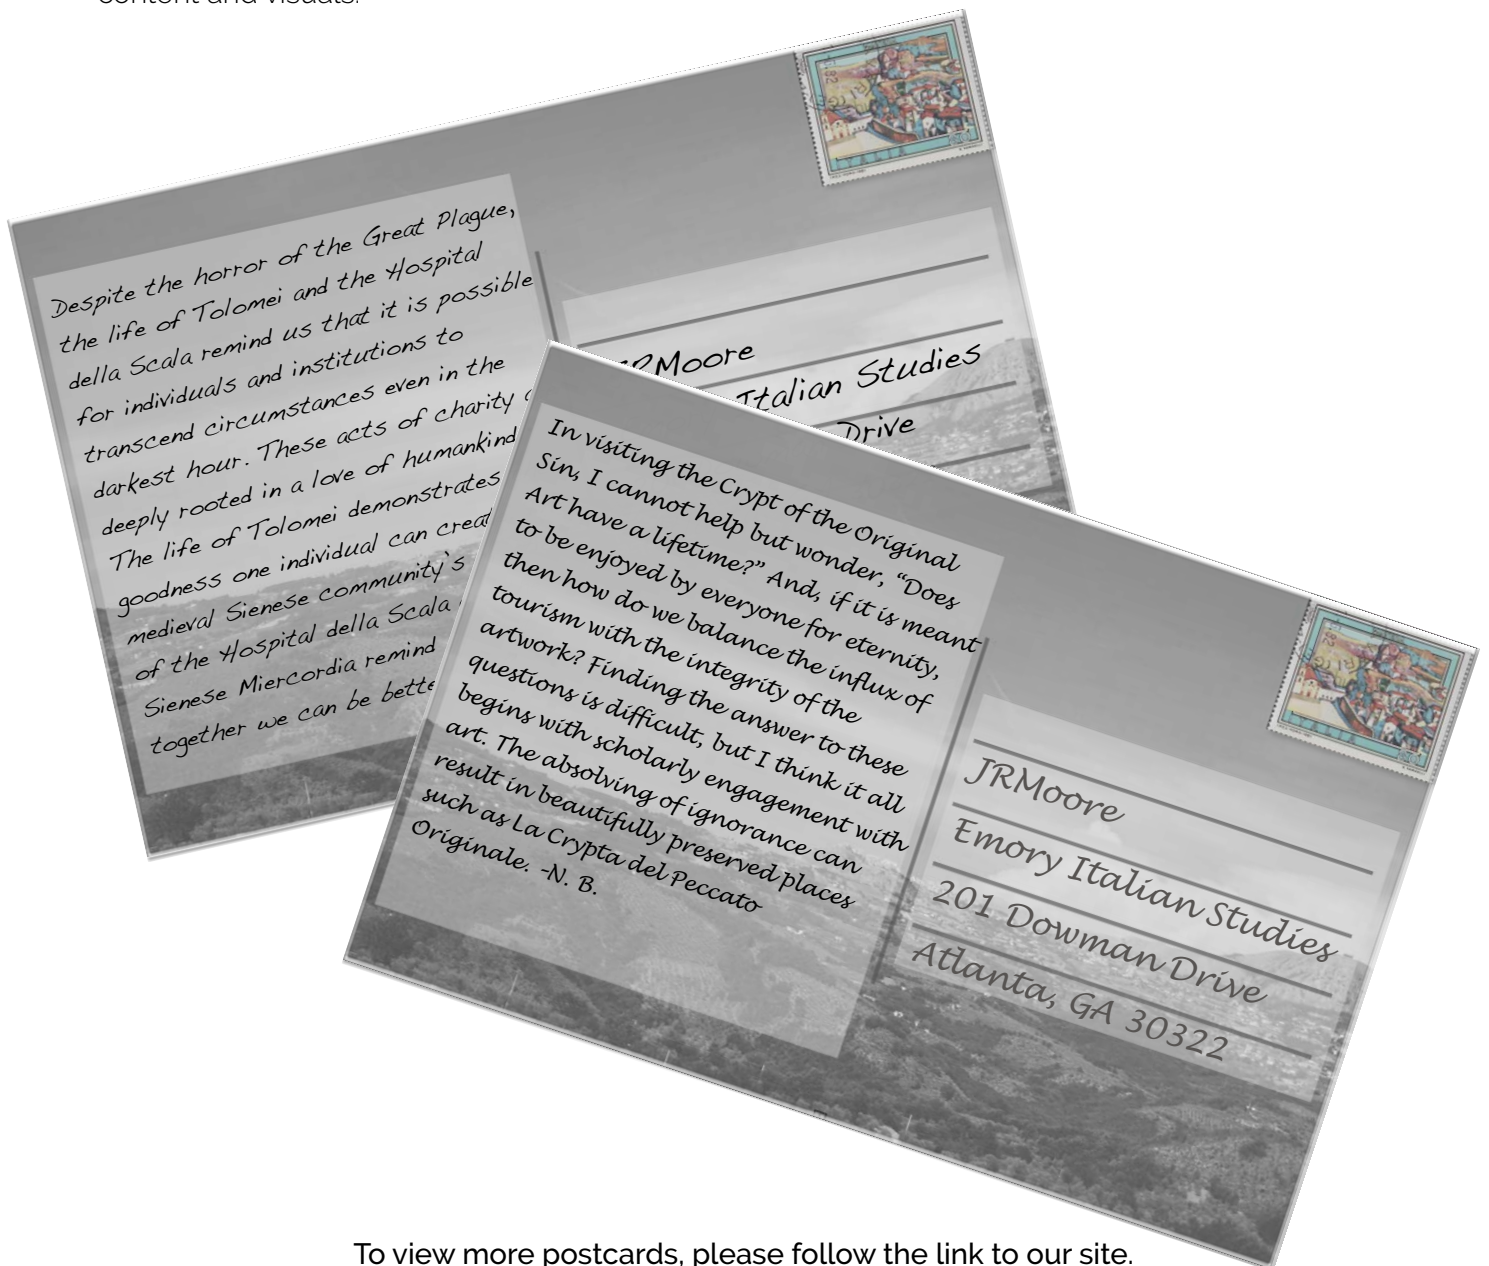 content and visuals.
Despite the horror of the Great Plague,
the life of Tolomei and the Hospital
della Scala remind us that it is possible
for individuals and institutions to
transcend circumstances even in the
darkest hour. These acts of charity
deeply rooted in a love of humankind
The life of Tolomei demonstrates
goodness one individual can
medieval Sienese community's
of the Hospital della Scala
Sienese Miercordia remind
together we can be
JRMoore
Italian Studies
Drive
In visiting the Crypt of the Original
Sin, I cannot help but wonder, “Does
Art have a lifetime?” And, if it is meant
to be enjoyed by everyone for eternity,
then how do we balance the influx of
tourism with the integrity of the
artwork? Finding the answer to these
questions is difficult, but I think it all
begins with scholarly engagement with
art. The absolving of ignorance can
result in beautifully preserved places
such as La Crypta del Peccato
Originale. -N. B.
JRMoore
Emory Italian Studies
201 Dowman Drive
Atlanta, GA 30322
To view more postcards, please follow the link to our site.